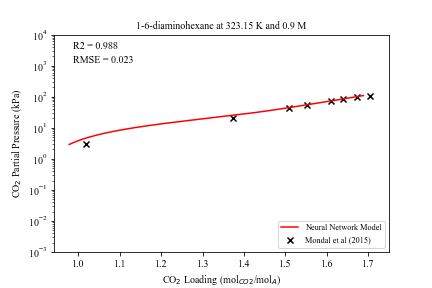 1-6-diaminohexane at 323.15 K and 0.9 M
R2 = 0.988
RMSE = 0.023
CO₂ Partial Pressure (kPa)
10⁴
10³
10²
10¹
10⁰
10⁻¹
10⁻²
10⁻³
1.0 1.1 1.2 1.3 1.4 1.5 1.6 1.7
CO₂ Loading (mol_CO2/mol_A)
Neural Network Model
Mondal et al (2015)